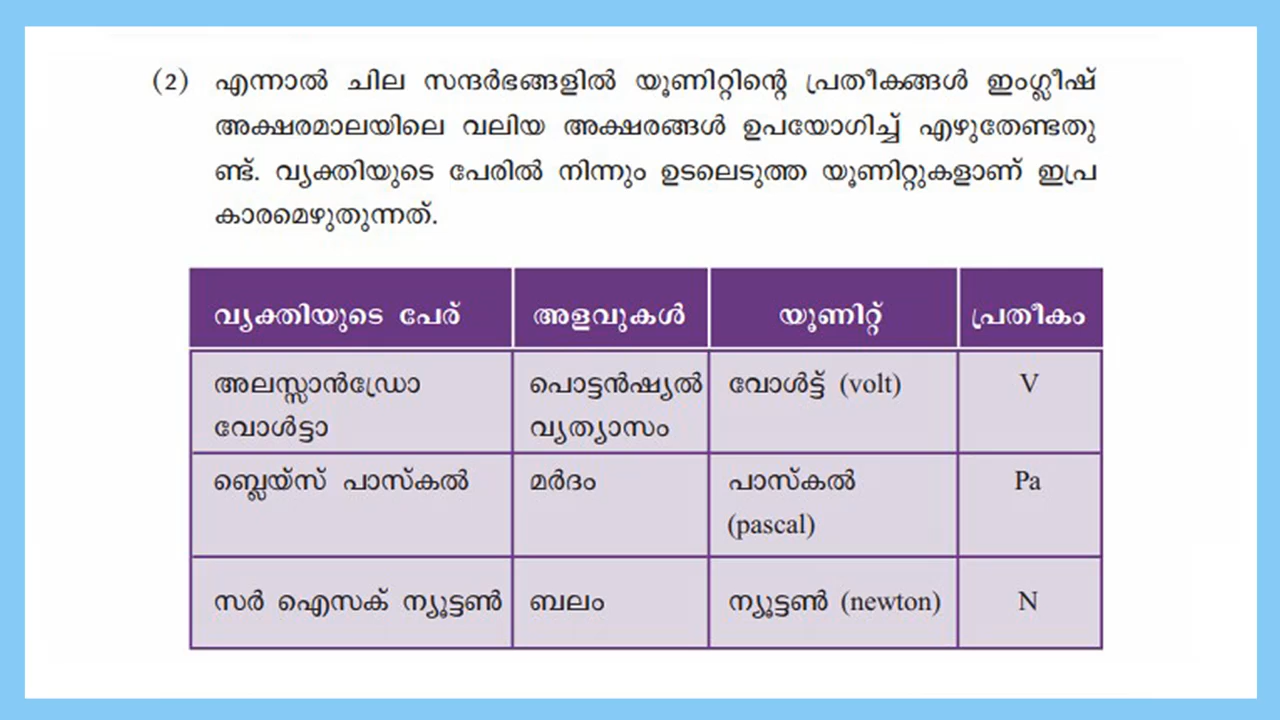 (2) എന്നാൽ ചില സന്ദർഭങ്ങളിൽ യൂണിറ്റിന്റെ പ്രതീകങ്ങൾ ഇംഗ്ലീഷ്
അക്ഷരമാലയിലെ വലിയ അക്ഷരങ്ങൾ ഉപയോഗിച്ച് എഴുതേണ്ടതു
ണ്ട്. വ്യക്തിയുടെ പേരിൽ നിന്നും ഉടലെടുത്ത യൂണിറ്റുകളാണ് ഇപ്ര
കാരമെഴുതുന്നത്.
വ്യക്തിയുടെ പേര് അളവുകൾ യൂണിറ്റ് പ്രതീകം
അലസ്സാൻഡ്രോ പൊട്ടൻഷ്യൽ വോൾട്ട് (volt) V
വോൾട്ടാ വ്യത്യാസം
ബ്ലെയ്സ് പാസ്കൽ മർദം പാസ്കൽ Pa
(pascal)
സർ ഐസക് ന്യൂട്ടൺ ബലം ന്യൂട്ടൺ (newton) N